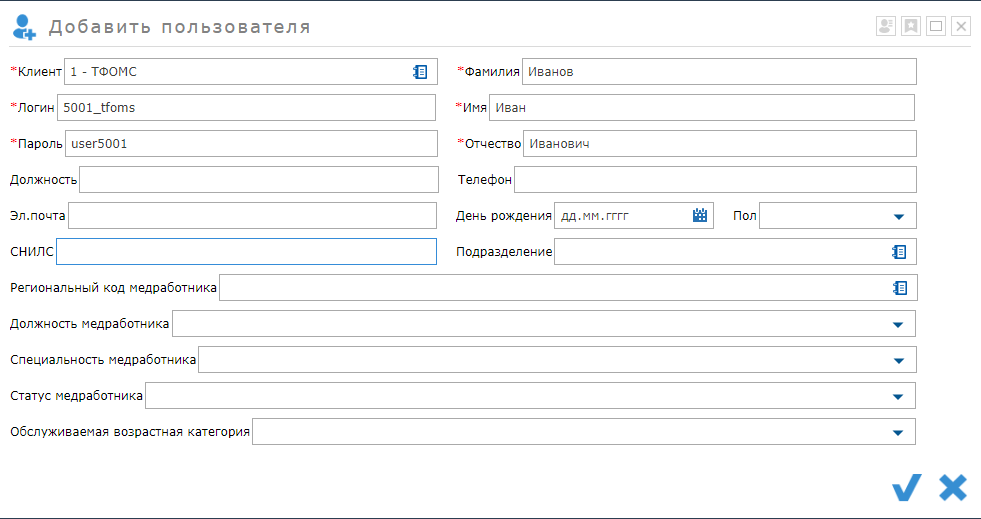 Добавить пользователя
*Клиент 1 - ТФОМС *Фамилия Иванов
*Логин 5001_tfoms *Имя Иван
*Пароль user5001 *Отчество Иванович
Должность Телефон
Эл.почта День рождения дд.мм.гггг Пол
СНИЛС Подразделение
Региональный код медработника
Должность медработника
Специальность медработника
Статус медработника
Обслуживаемая возрастная категория